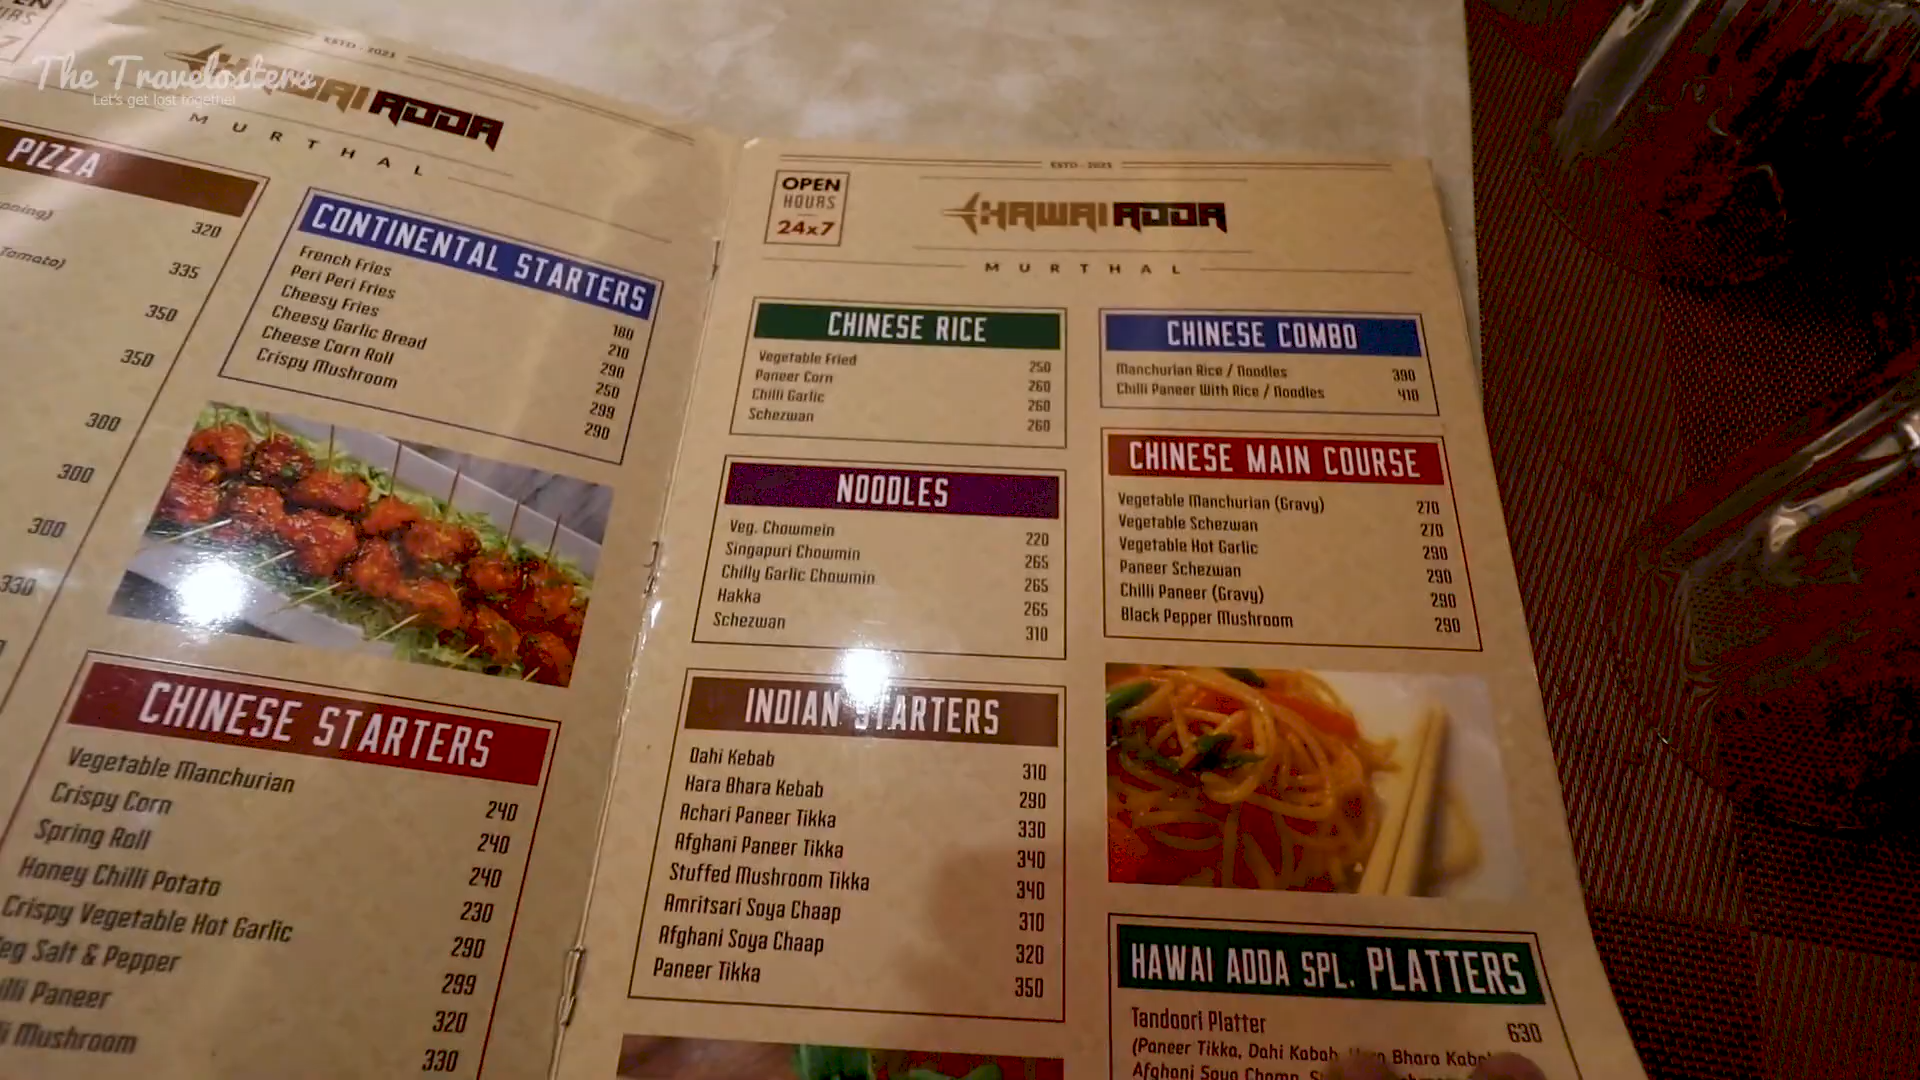 The Travelosters
Let's get lost together
ESTD - 2023
HAWAI ADDA
MURTHAL
PIZZA
320
Tomato)
335
350
350
300
300
300
330
CONTINENTAL STARTERS
French Fries 180
Peri Peri Fries 210
Cheesy Fries 290
Cheesy Garlic Bread 250
Cheese Corn Roll 299
Crispy Mushroom 290
CHINESE STARTERS
Vegetable Manchurian 240
Crispy Corn 240
Spring Roll 240
Honey Chilli Potato 230
Crispy Vegetable Hot Garlic 290
Salt & Pepper 299
Paneer 320
Mushroom 330
ESTD - 2023
OPEN
HOURS
24x7
HAWAI ADDA
MURTHAL
CHINESE RICE
Vegetable Fried 250
Paneer Corn 260
Chilli Garlic 260
Schezwan 260
NOODLES
Veg. Chowmein 220
Singapuri Chowmin 265
Chilly Garlic Chowmin 265
Hakka 265
Schezwan 310
INDIAN STARTERS
Dahi Kebab 310
Hara Bhara Kebab 290
Achari Paneer Tikka 330
Afghani Paneer Tikka 340
Stuffed Mushroom Tikka 340
Amritsari Soya Chaap 310
Afghani Soya Chaap 320
Paneer Tikka 350
CHINESE COMBO
Manchurian Rice / Noodles 390
Chilli Paneer With Rice / Noodles 410
CHINESE MAIN COURSE
Vegetable Manchurian (Gravy) 270
Vegetable Schezwan 270
Vegetable Hot Garlic 290
Paneer Schezwan 290
Chilli Paneer (Gravy) 290
Black Pepper Mushroom 290
HAWAI ADDA SPL. PLATTERS
Tandoori Platter 630
(Paneer Tikka, Dahi Kabab, Bhara
Afghani Soya